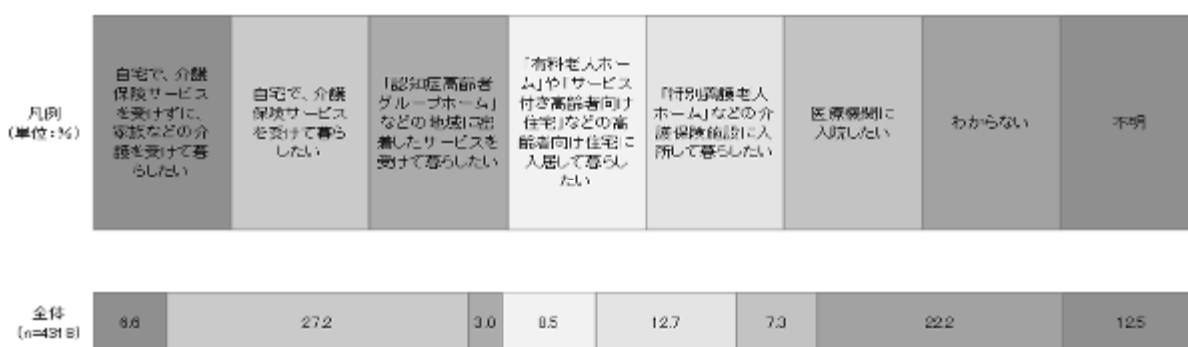 凡例
(単位:%)
自宅で、介護
保険サービス
を受けずに、
家族などの介
護を受けて暮
らしたい
自宅で、介護
保険サービス
を受けて暮ら
したい
「認知症高齢者
グループホーム」
などの地域に密
着したサービスを
受けて暮らしたい
「有料老人ホー
ム」や「サービス
付き高齢者向け
住宅」などの高
齢者向け住宅に
入居して暮らし
たい
「特別養護老人
ホーム」などの介
護保険施設に入
所して暮らしたい
医療機関に
入院したい
わからない
不明
全体
(n=4318)
6.6
27.2
3.0
8.5
12.7
7.3
22.2
12.5